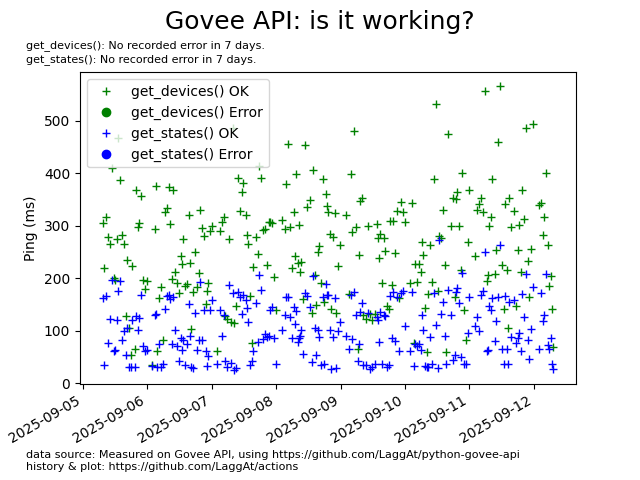 Govee API: is it working?
get_devices(): No recorded error in 7 days.
get_states(): No recorded error in 7 days.
get_devices() OK
get_devices() Error
get_states() OK
get_states() Error
Ping (ms)
500
400
300
200
100
0
2025-09-05
2025-09-06
2025-09-07
2025-09-08
2025-09-09
2025-09-10
2025-09-11
2025-09-12
data source: Measured on Govee API, using https://github.com/LaggAt/python-govee-api
history & plot: https://github.com/LaggAt/actions